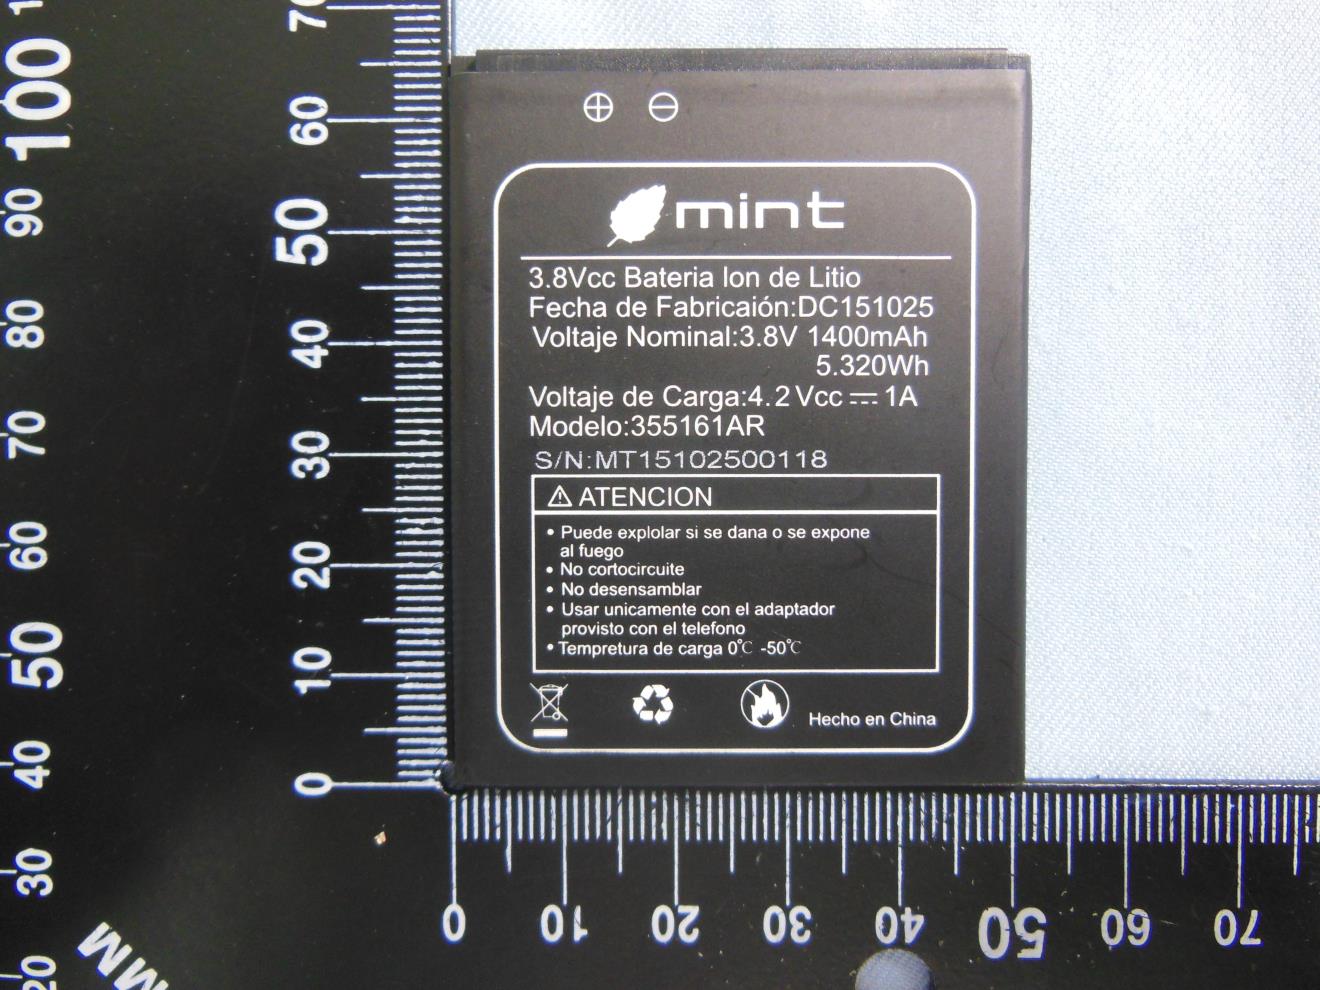 mint
3.8Vcc Bateria Ion de Litio
Fecha de Fabricaión:DC151025
Voltaje Nominal:3.8V 1400mAh
5.320Wh
Voltaje de Carga:4.2 Vcc ⎓ 1A
Modelo:355161AR
S/N:MT15102500118
⚠ ATENCION
• Puede explolar si se dana o se expone
al fuego
• No cortocircuite
• No desensamblar
• Usar unicamente con el adaptador
provisto con el telefono
• Tempretura de carga 0℃ -50℃
Hecho en China
70
60
50
40
30
20
10
0
100
90
80
70
60
50
40
30
20
MM
0 10 20 30 40 50 60 70